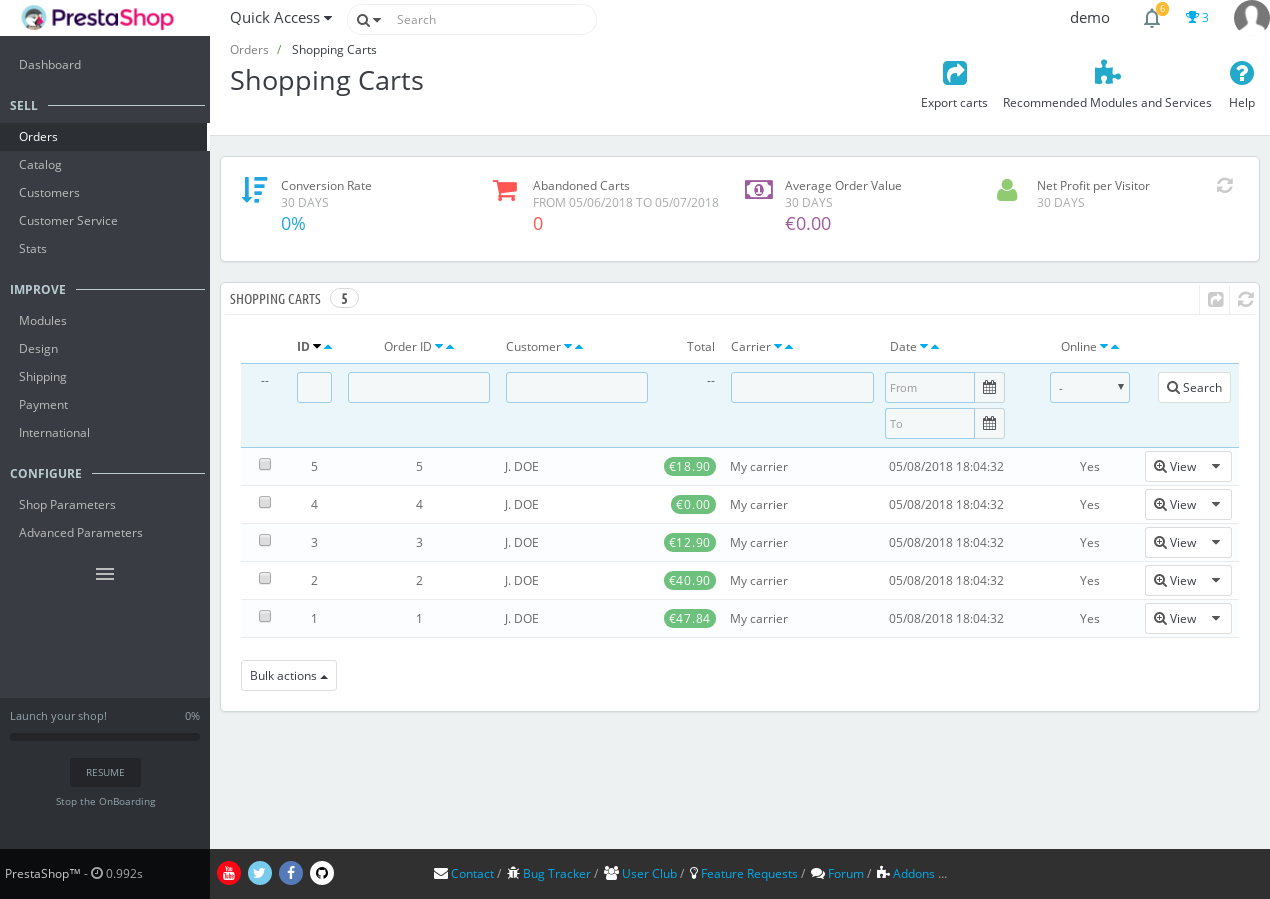 PrestaShop
Quick Access
Search
demo
6
3
Dashboard
SELL
Orders
Catalog
Customers
Customer Service
Stats
IMPROVE
Modules
Design
Shipping
Payment
International
CONFIGURE
Shop Parameters
Advanced Parameters
Launch your shop! 0%
RESUME
Stop the OnBoarding
PrestaShop™ - 0.992s
Orders / Shopping Carts
Shopping Carts
Export carts
Recommended Modules and Services
Help
Conversion Rate
30 DAYS
0%
Abandoned Carts
FROM 05/06/2018 TO 05/07/2018
0
Average Order Value
30 DAYS
€0.00
Net Profit per Visitor
30 DAYS
SHOPPING CARTS 5
ID Order ID Customer Total Carrier Date Online
-- -- From - Search
To
5 5 J. DOE €18.90 My carrier 05/08/2018 18:04:32 Yes View
4 4 J. DOE €0.00 My carrier 05/08/2018 18:04:32 Yes View
3 3 J. DOE €12.90 My carrier 05/08/2018 18:04:32 Yes View
2 2 J. DOE €40.90 My carrier 05/08/2018 18:04:32 Yes View
1 1 J. DOE €47.84 My carrier 05/08/2018 18:04:32 Yes View
Bulk actions
You Tube
Contact / Bug Tracker / User Club / Feature Requests / Forum / Addons ...